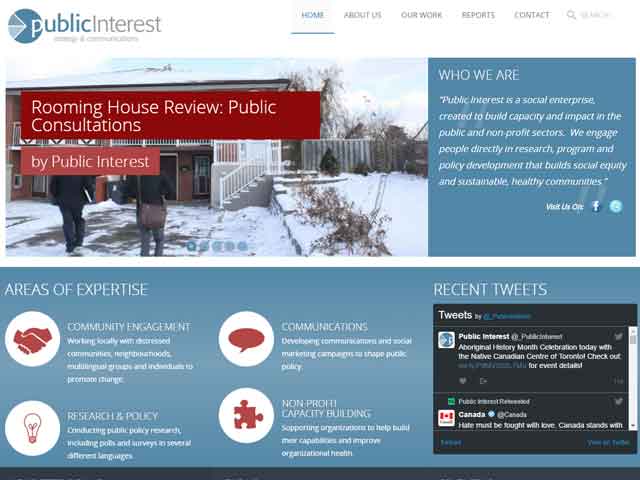 publicInterest
strategy & communications
HOME
ABOUT US
OUR WORK
REPORTS
CONTACT
SEARCH
Rooming House Review: Public
Consultations
by Public Interest
WHO WE ARE
"Public Interest is a social enterprise,
created to build capacity and impact in the
public and non-profit sectors. We engage
people directly in research, program and
policy development that builds social equity
and sustainable, healthy communities."
Visit Us On:
AREAS OF EXPERTISE
COMMUNITY ENGAGEMENT
Working locally with distressed
communities, neighbourhoods,
multilingual groups and individuals to
promote change.
COMMUNICATIONS
Developing communications and social
marketing campaigns to shape public
policy.
RESEARCH & POLICY
Conducting public policy research,
including polls and surveys in several
different languages.
NON-PROFIT
CAPACITY BUILDING
Supporting organizations to help build
their capabilities and improve
organizational health.
RECENT TWEETS
Tweets by @_PublicInterest
Public Interest @_PublicInterest
Aboriginal History Month Celebration today with
the Native Canadian Centre of Toronto! Check out
for event details!
11h
Public Interest Retweeted
Canada @Canada
Hate must be fought with love. Canada stands with
Embed
View on Twitter